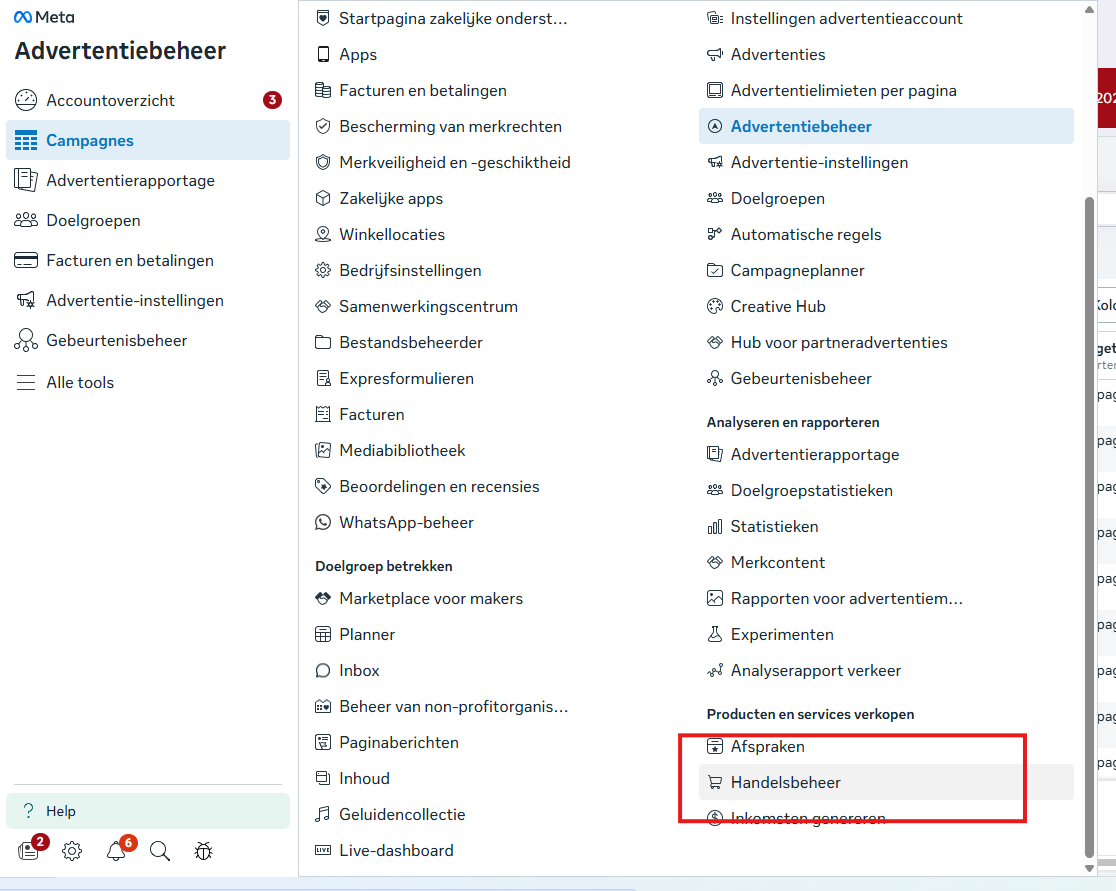 Meta
Advertentiebeheer
Accountoverzicht
3
Campagnes
Advertentierapportage
Doelgroepen
Facturen en betalingen
Advertentie-instellingen
Gebeurtenisbeheer
Alle tools
? Help
2
6
Startpagina zakelijke onderst...
Apps
Facturen en betalingen
Bescherming van merkrechten
Merkveiligheid en -geschiktheid
Zakelijke apps
Winkellocaties
Bedrijfsinstellingen
Samenwerkingscentrum
Bestandsbeheerder
Expresformulieren
Facturen
Mediabibliotheek
Beoordelingen en recensies
WhatsApp-beheer
Doelgroep betrekken
Marketplace voor makers
Planner
Inbox
Beheer van non-profitorganis...
Paginaberichten
Inhoud
Geluidencollectie
LIVE Live-dashboard
Instellingen advertentieaccount
Advertenties
Advertentielimieten per pagina
Advertentiebeheer
Advertentie-instellingen
Doelgroepen
Automatische regels
Campagneplanner
Creative Hub
Hub voor partneradvertenties
Gebeurtenisbeheer
Analyseren en rapporteren
Advertentierapportage
Doelgroepstatistieken
Statistieken
Merkcontent
Rapporten voor advertentiem...
Experimenten
Analyserapport verkeer
Producten en services verkopen
Afspraken
Handelsbeheer
Inkomsten genereren